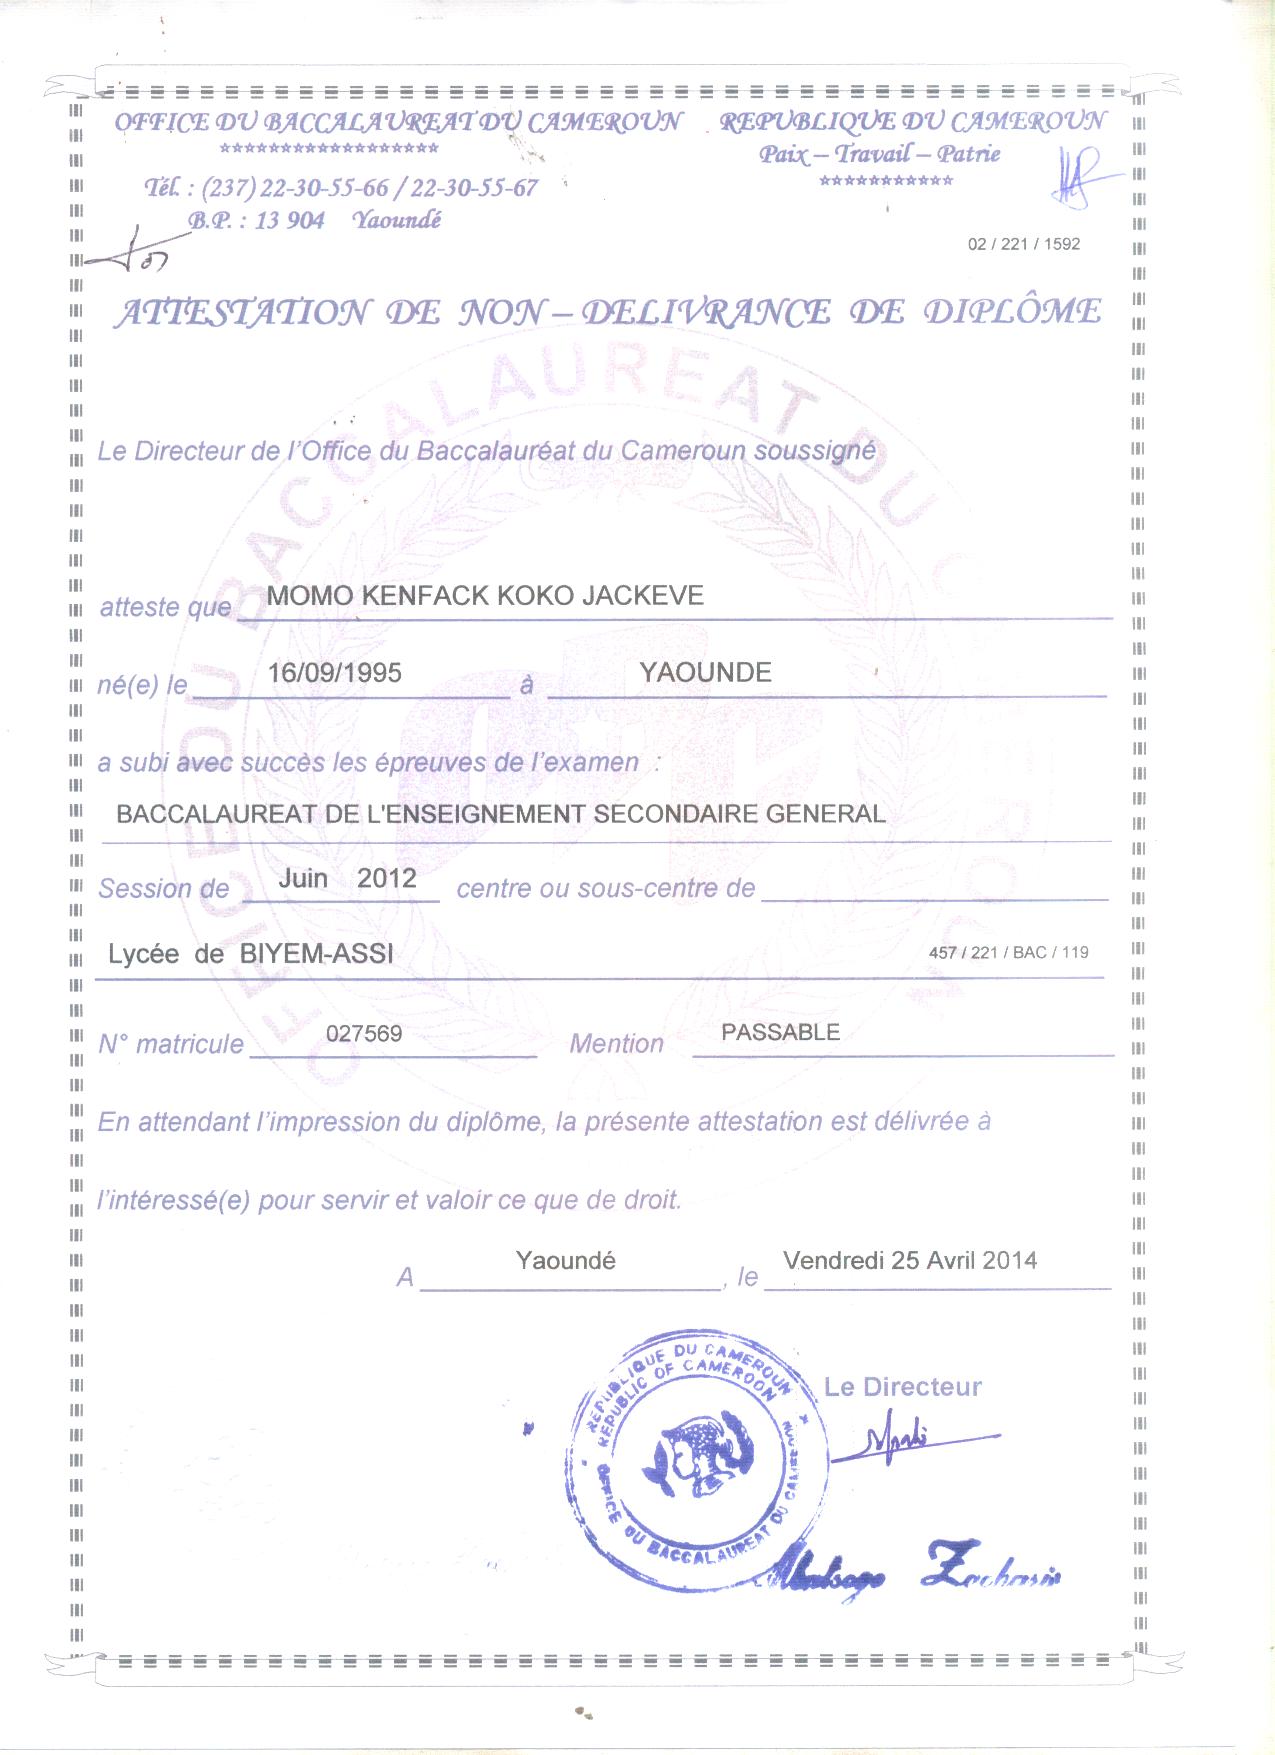 OFFICE DU BACCALAUREAT DU CAMEROUN
******************
Tél. : (237) 22-30-55-66 / 22-30-55-67
B.P. : 13 904 Yaoundé
REPUBLIQUE DU CAMEROUN
Paix – Travail – Patrie
***********
02 / 221 / 1592
ATTESTATION DE NON – DELIVRANCE DE DIPLÔME
OFFICE DU BACCALAUREAT DU CAMEROUN
Le Directeur de l'Office du Baccalauréat du Cameroun soussigné
atteste que MOMO KENFACK KOKO JACKEVE
né(e) le 16/09/1995 à YAOUNDE
a subi avec succès les épreuves de l'examen :
BACCALAUREAT DE L'ENSEIGNEMENT SECONDAIRE GENERAL
Session de Juin 2012 centre ou sous-centre de
Lycée de BIYEM-ASSI 457 / 221 / BAC / 119
N° matricule 027569 Mention PASSABLE
En attendant l'impression du diplôme, la présente attestation est délivrée à
l'intéressé(e) pour servir et valoir ce que de droit.
A Yaoundé, le Vendredi 25 Avril 2014
Le Directeur
REPUBLIQUE DU CAMEROUN
REPUBLIC OF CAMEROON
OFFICE DU BACCALAUREAT DU CAMEROUN
Zacharie